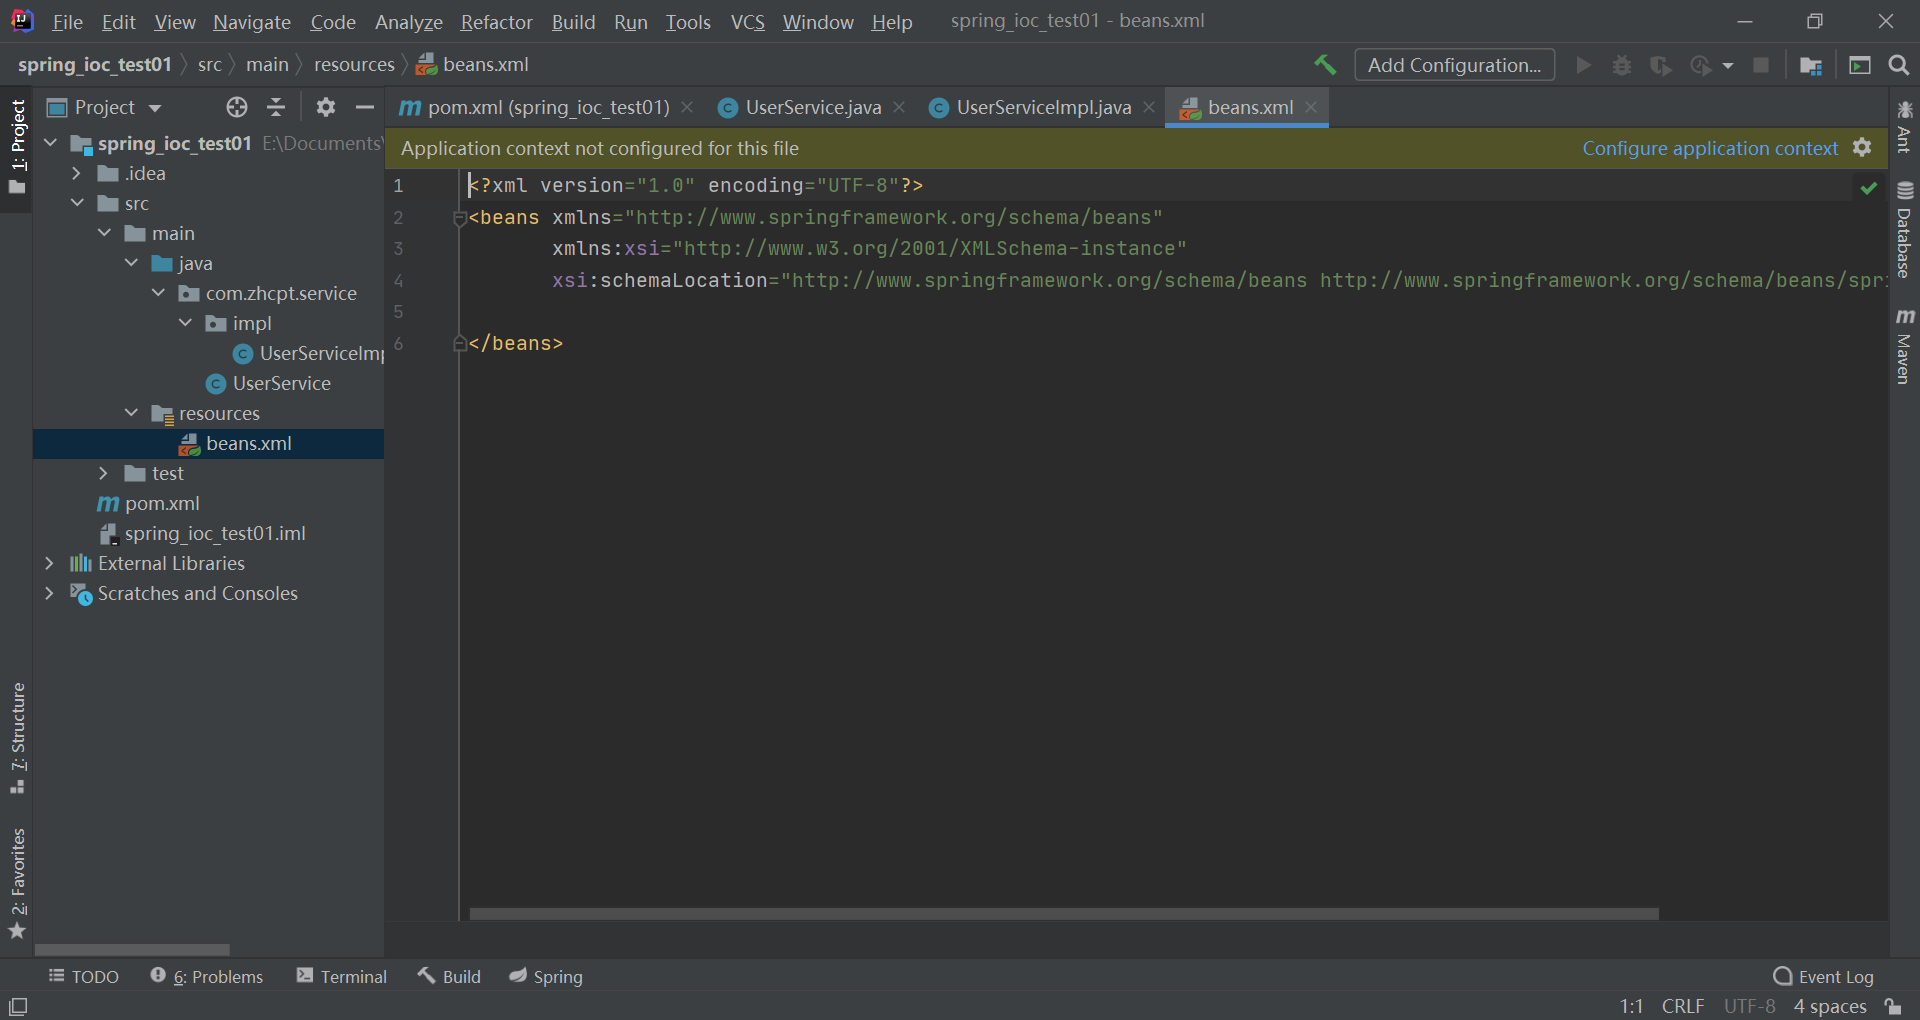 File Edit View Navigate Code Analyze Refactor Build Run Tools VCS Window Help spring_ioc_test01 - beans.xml
spring_ioc_test01 src main resources beans.xml Add Configuration...
1: Project
Project
spring_ioc_test01 E:\Documents\
.idea
src
main
java
com.zhcpt.service
impl
UserServiceImp
UserService
resources
beans.xml
test
pom.xml
spring_ioc_test01.iml
External Libraries
Scratches and Consoles
7: Structure
2: Favorites
pom.xml (spring_ioc_test01) UserService.java UserServiceImpl.java beans.xml
Application context not configured for this file Configure application context
1 <?xml version="1.0" encoding="UTF-8"?>
2 <beans xmlns="http://www.springframework.org/schema/beans"
3 xmlns:xsi="http://www.w3.org/2001/XMLSchema-instance"
4 xsi:schemaLocation="http://www.springframework.org/schema/beans http://www.springframework.org/schema/beans/spri
5
6 </beans>
Ant
Database
Maven
TODO 6: Problems Terminal Build Spring Event Log
1:1 CRLF UTF-8 4 spaces